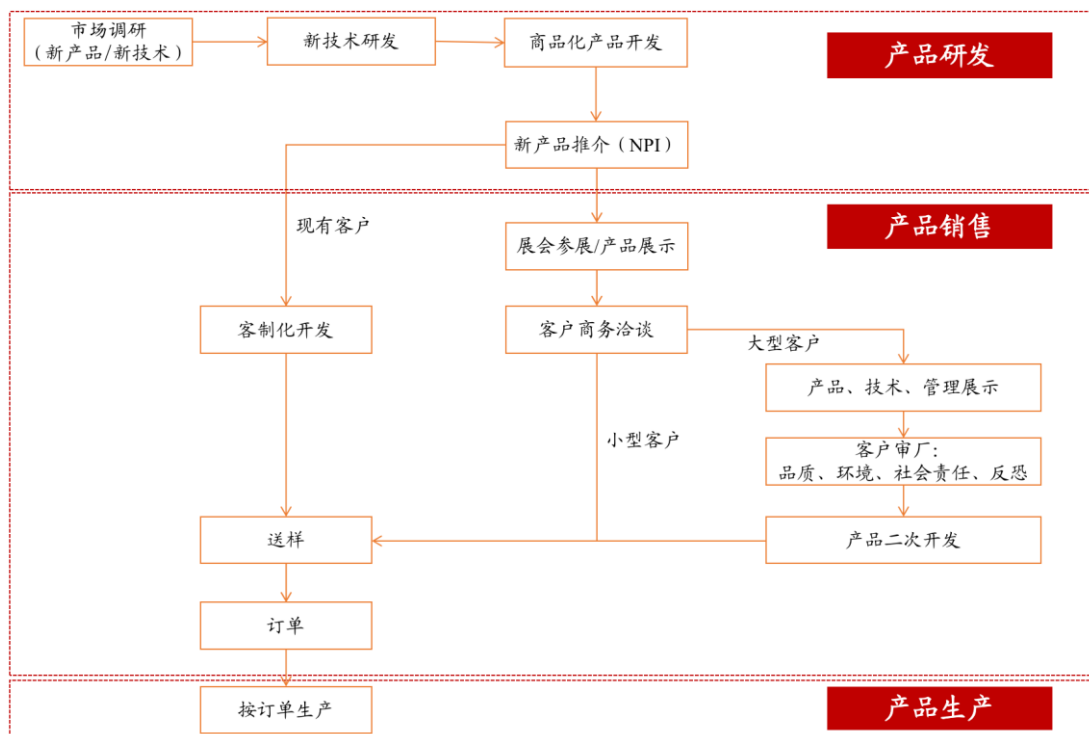 市场调研
（新产品/新技术）
新技术研发
商品化产品开发
产品研发
新产品推介（NPI）
现有客户
产品销售
展会参展/产品展示
客制化开发
客户商务洽谈
大型客户
产品、技术、管理展示
小型客户
客户审厂:
品质、环境、社会责任、反恐
送样
产品二次开发
订单
按订单生产
产品生产